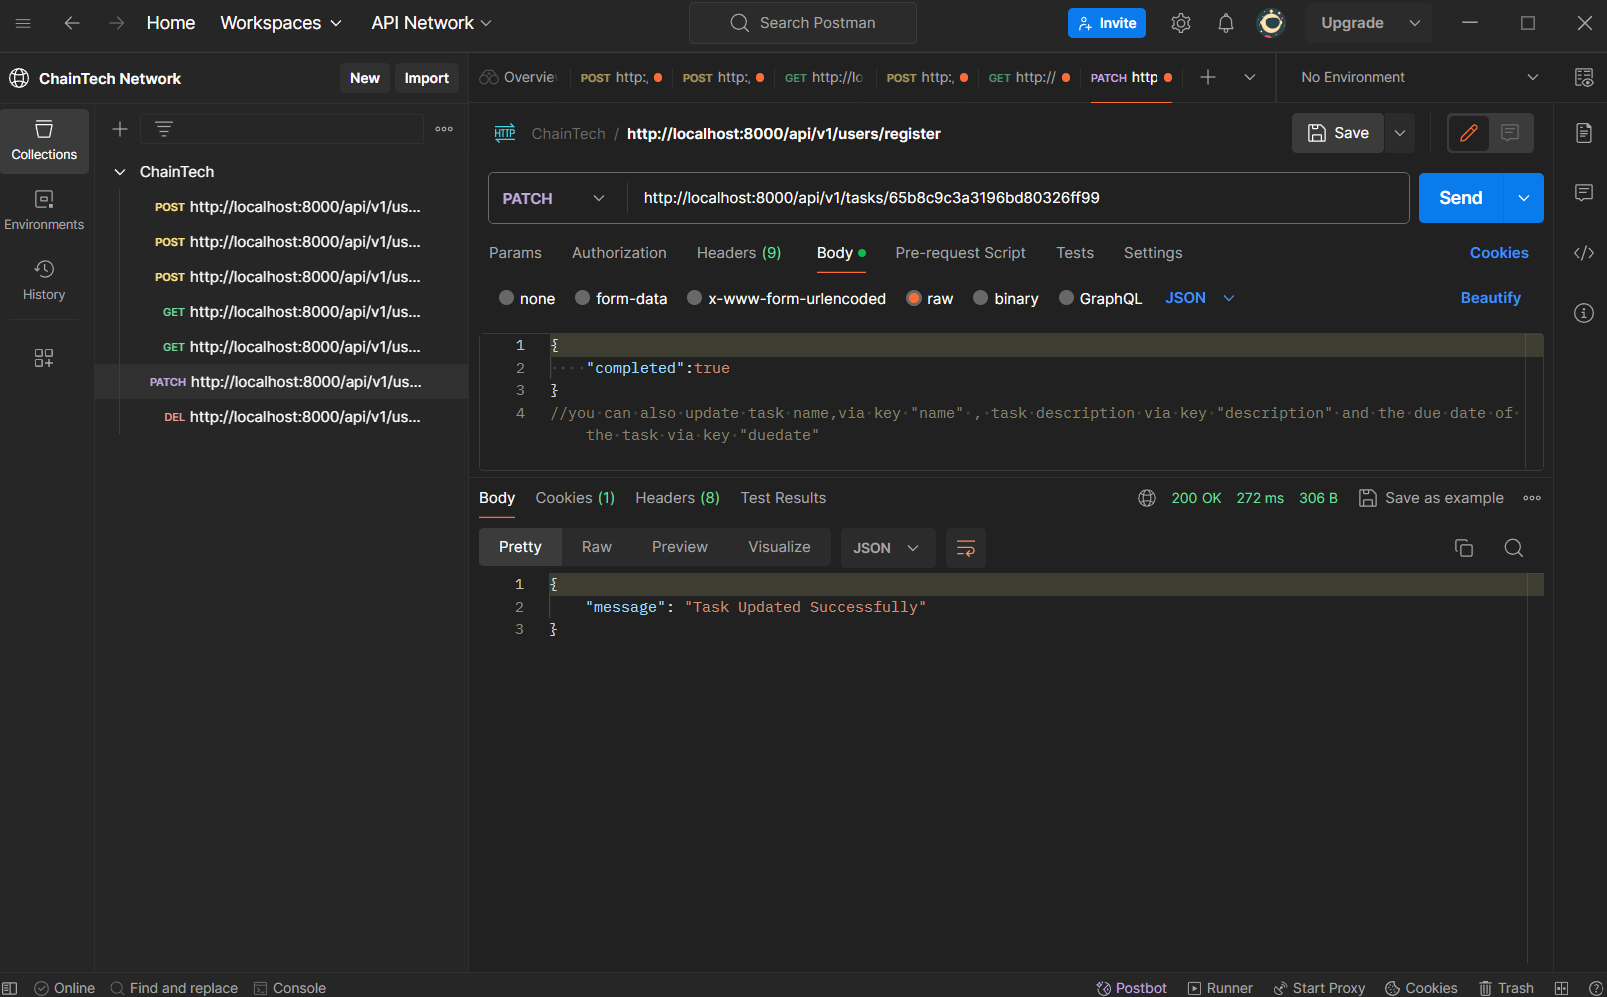 Home Workspaces API Network Search Postman Invite Upgrade
ChainTech Network New Import
Overvie POST http:, POST http:, GET http://lo POST http:, GET http:// PATCH http No Environment
Collections
Environments
History
ChainTech
POST http://localhost:8000/api/v1/us...
POST http://localhost:8000/api/v1/us...
POST http://localhost:8000/api/v1/us...
GET http://localhost:8000/api/v1/us...
GET http://localhost:8000/api/v1/us...
PATCH http://localhost:8000/api/v1/us...
DEL http://localhost:8000/api/v1/us...
HTTP ChainTech / http://localhost:8000/api/v1/users/register Save
PATCH http://localhost:8000/api/v1/tasks/65b8c9c3a3196bd80326ff99 Send
Params Authorization Headers (9) Body Pre-request Script Tests Settings Cookies
none form-data x-www-form-urlencoded raw binary GraphQL JSON Beautify
1 {
2 "completed":true
3 }
4 //you can also update task name,via key "name" , task description via key "description" and the due date of
the task via key "duedate"
Body Cookies (1) Headers (8) Test Results 200 OK 272 ms 306 B Save as example
Pretty Raw Preview Visualize JSON
1 {
2 "message": "Task Updated Successfully"
3 }
Online Find and replace Console Postbot Runner Start Proxy Cookies Trash